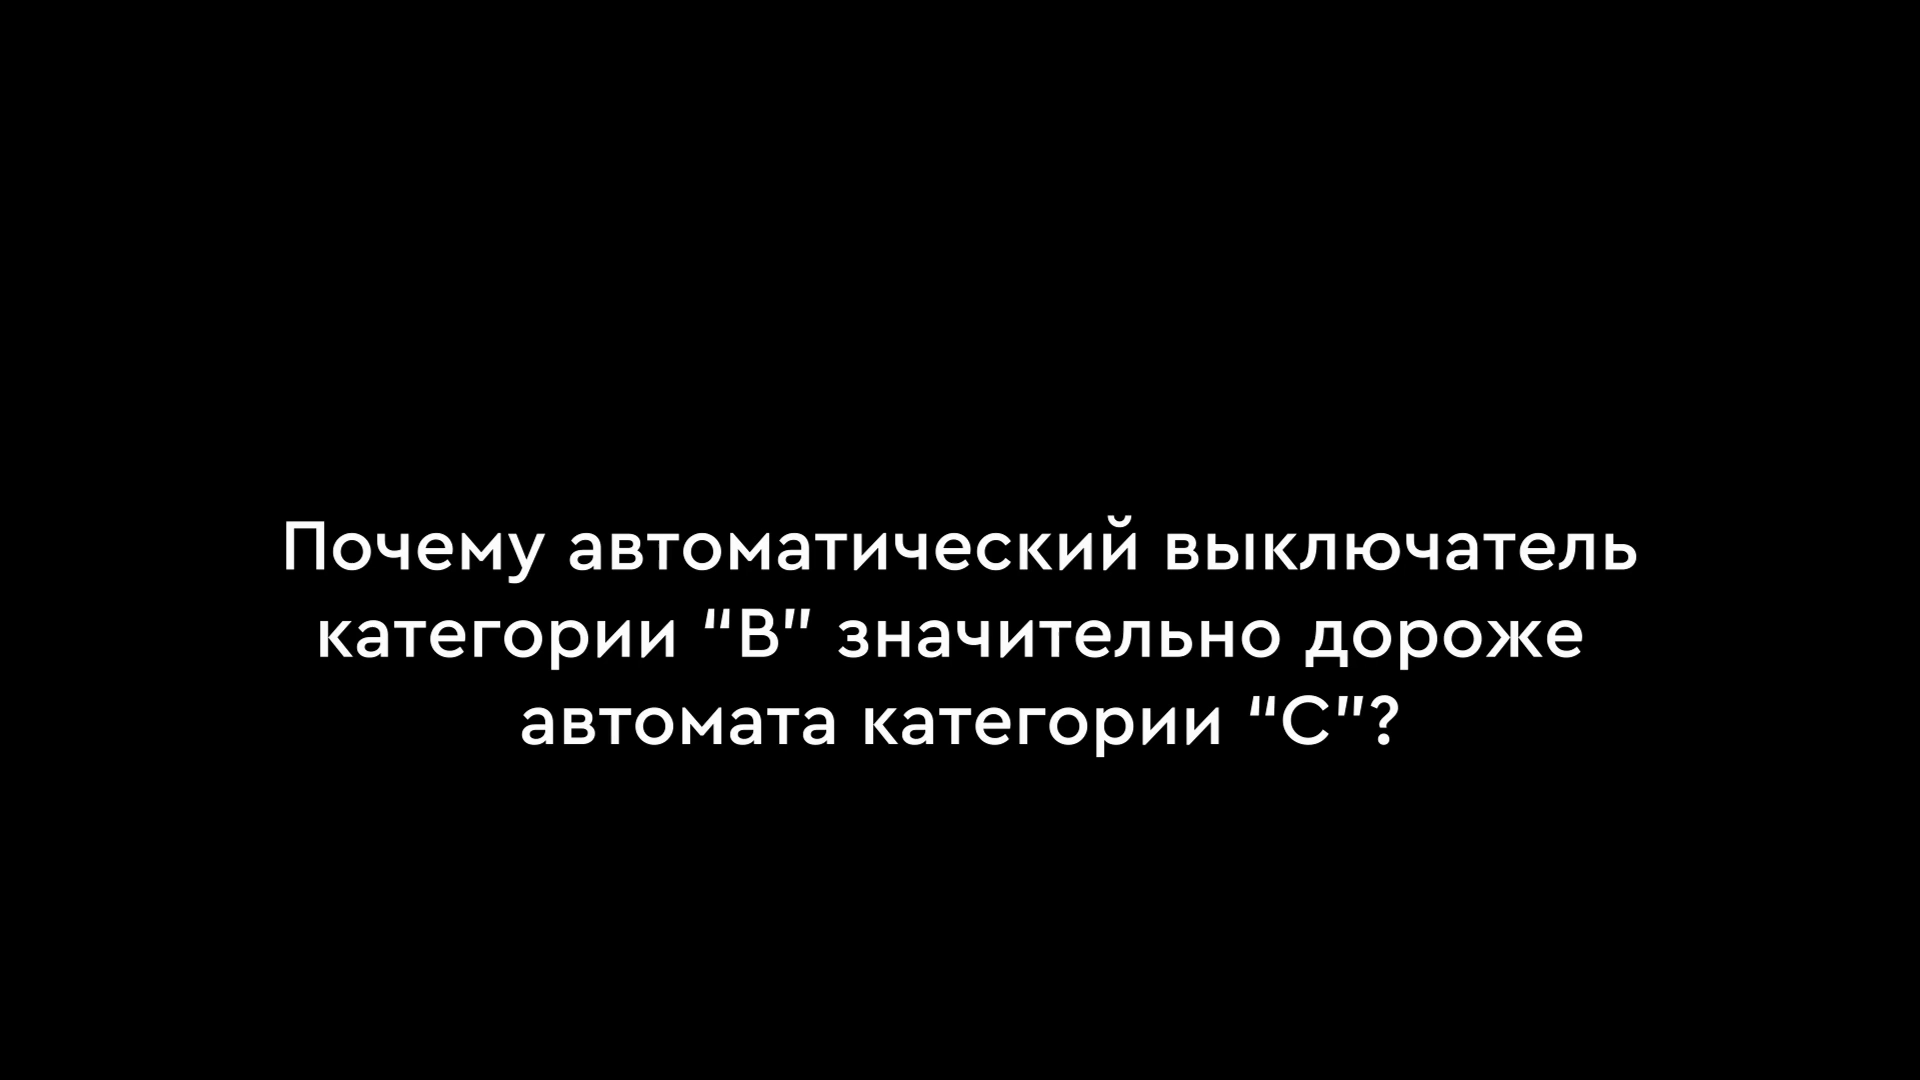 Почему автоматический выключатель
категории “B” значительно дороже
автомата категории “C”?